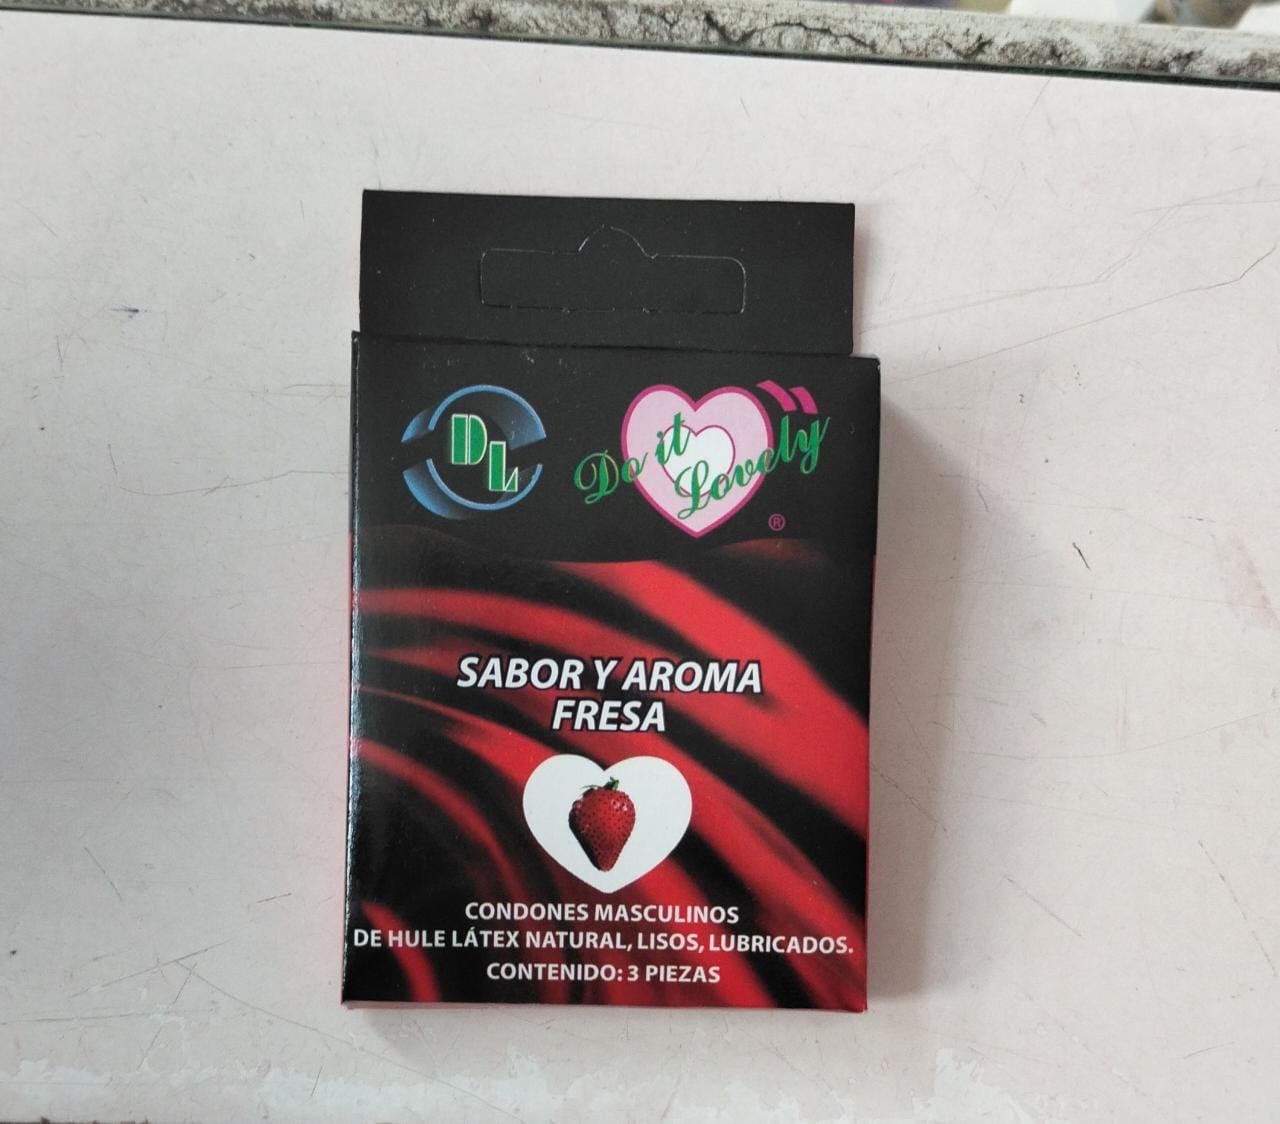 DL
Do it
Lovely
®
SABOR Y AROMA
FRESA
CONDONES MASCULINOS
DE HULE LÁTEX NATURAL, LISOS, LUBRICADOS.
CONTENIDO: 3 PIEZAS